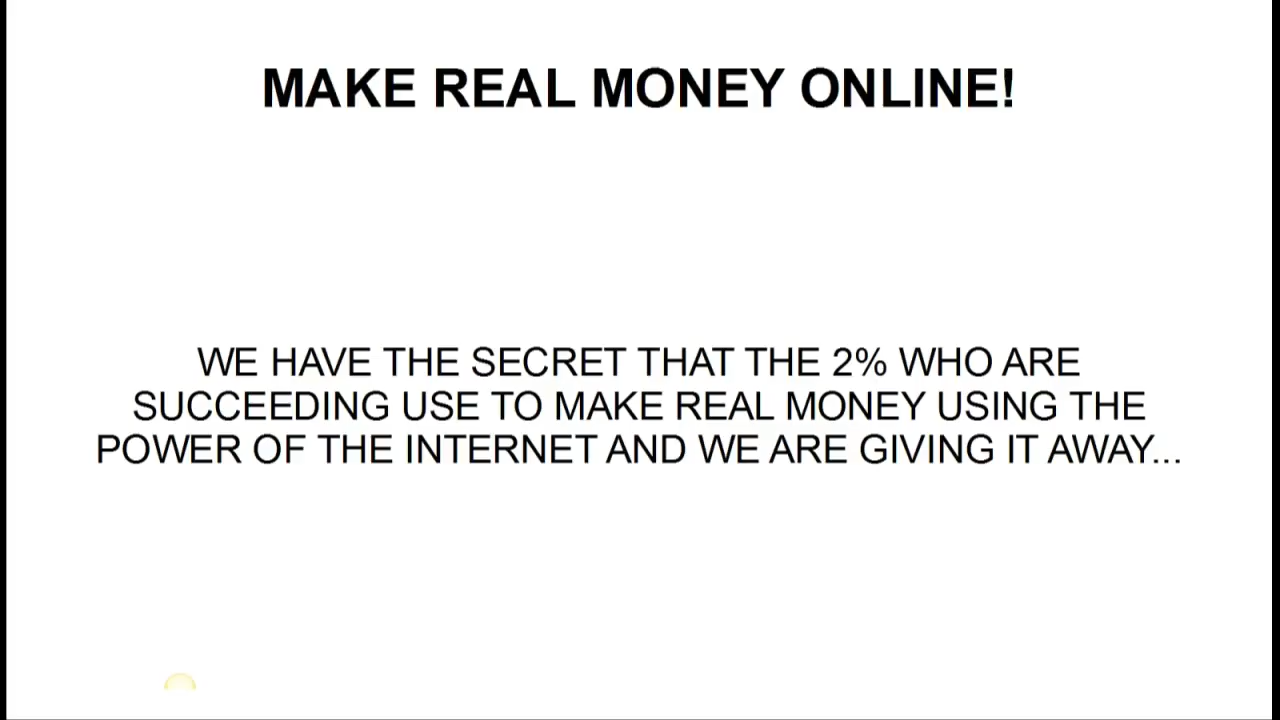 MAKE REAL MONEY ONLINE!
WE HAVE THE SECRET THAT THE 2% WHO ARE
SUCCEEDING USE TO MAKE REAL MONEY USING THE
POWER OF THE INTERNET AND WE ARE GIVING IT AWAY...